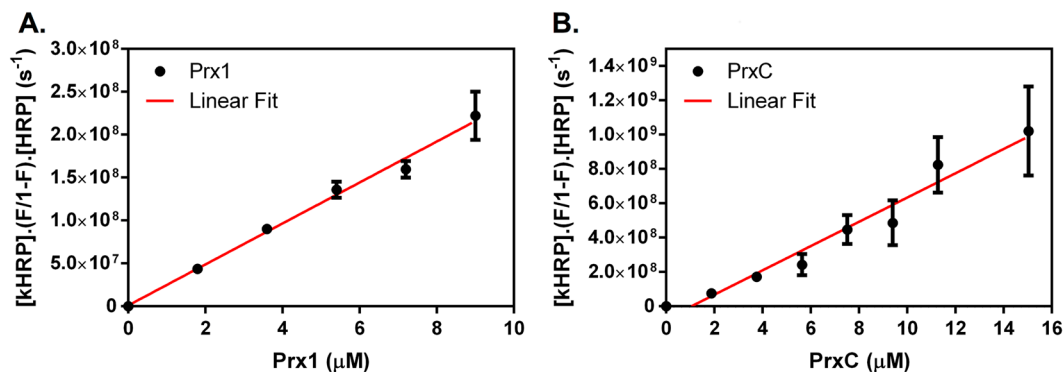 A.
[kHRP].(F/1-F).[HRP] (s⁻¹)
3.0×10⁸
2.5×10⁸
2.0×10⁸
1.5×10⁸
1.0×10⁸
5.0×10⁷
0
Prx1
Linear Fit
0 2 4 6 8 10
Prx1 (μM)
B.
[kHRP].(F/1-F).[HRP] (s⁻¹)
1.4×10⁹
1.2×10⁹
1.0×10⁹
8.0×10⁸
6.0×10⁸
4.0×10⁸
2.0×10⁸
0
PrxC
Linear Fit
0 2 4 6 8 10 12 14 16
PrxC (μM)